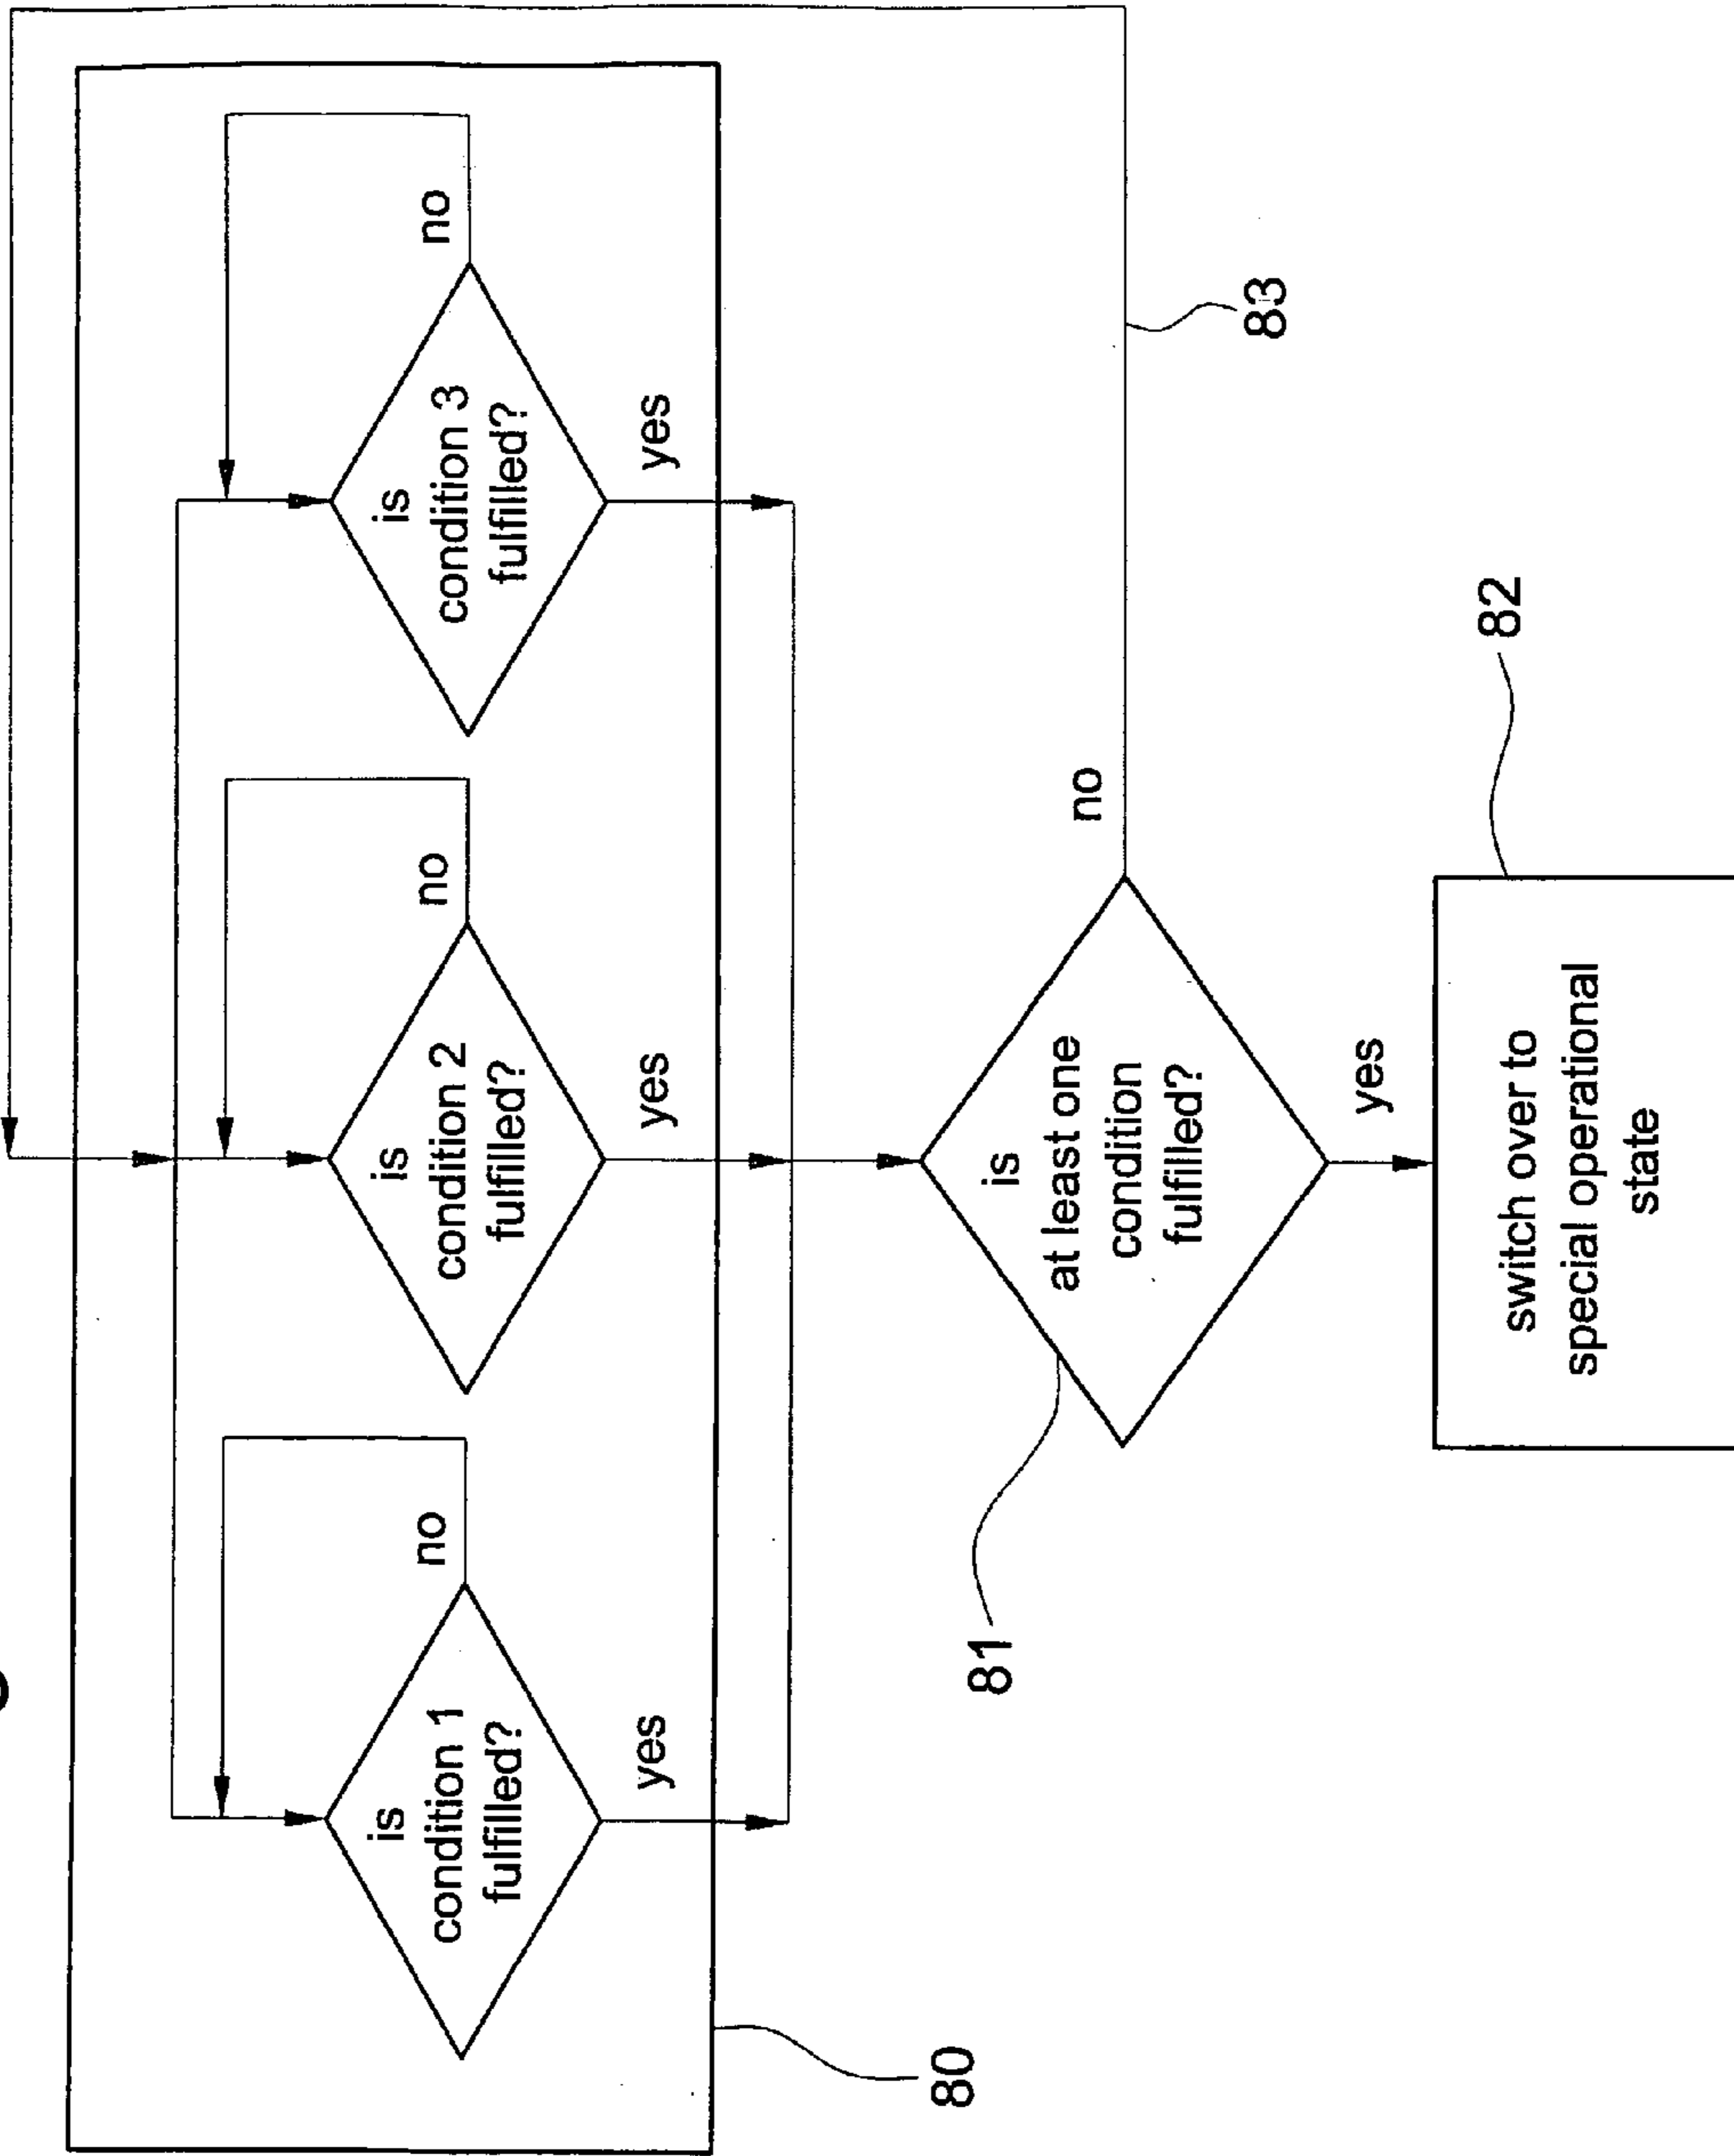 is
condition 1
fulfilled?
no
yes
is
condition 2
fulfilled?
no
yes
is
condition 3
fulfilled?
no
yes
80
is
at least one
condition
fulfilled?
no
yes
81
83
switch over to
special operational
state
82